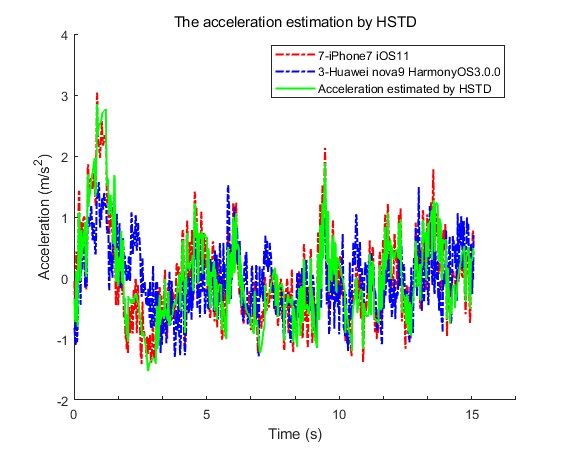 The acceleration estimation by HSTD
7-iPhone7 iOS11
3-Huawei nova9 HarmonyOS3.0.0
Acceleration estimated by HSTD
Acceleration (m/s²)
4
3
2
1
0
-1
-2
0 5 10 15
Time (s)